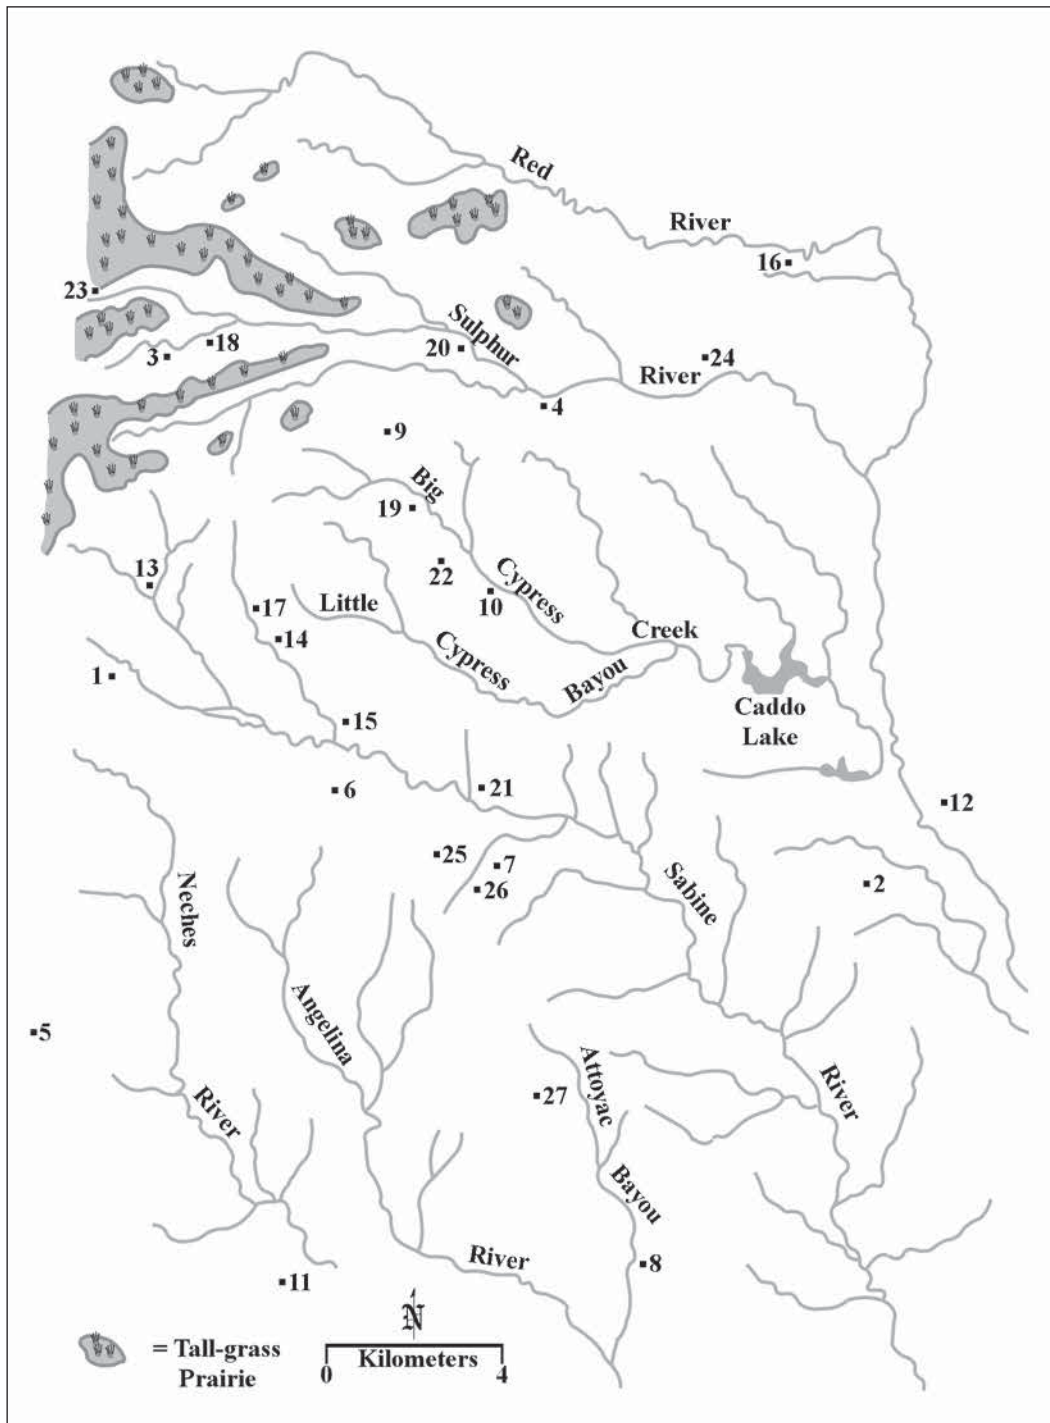 Red
River
16
23
18
3
Sulphur
20
24
River
4
9
Big
19
13
22
10
Cypress
17
Little
14
Creek
Cypress
Bayou
1
Caddo
Lake
15
6
21
12
25
7
26
2
Neches
Sabine
Angelina
5
27
Attoyac
River
River
Bayou
River
8
11
N
= Tall-grass
Prairie
Kilometers
0 4